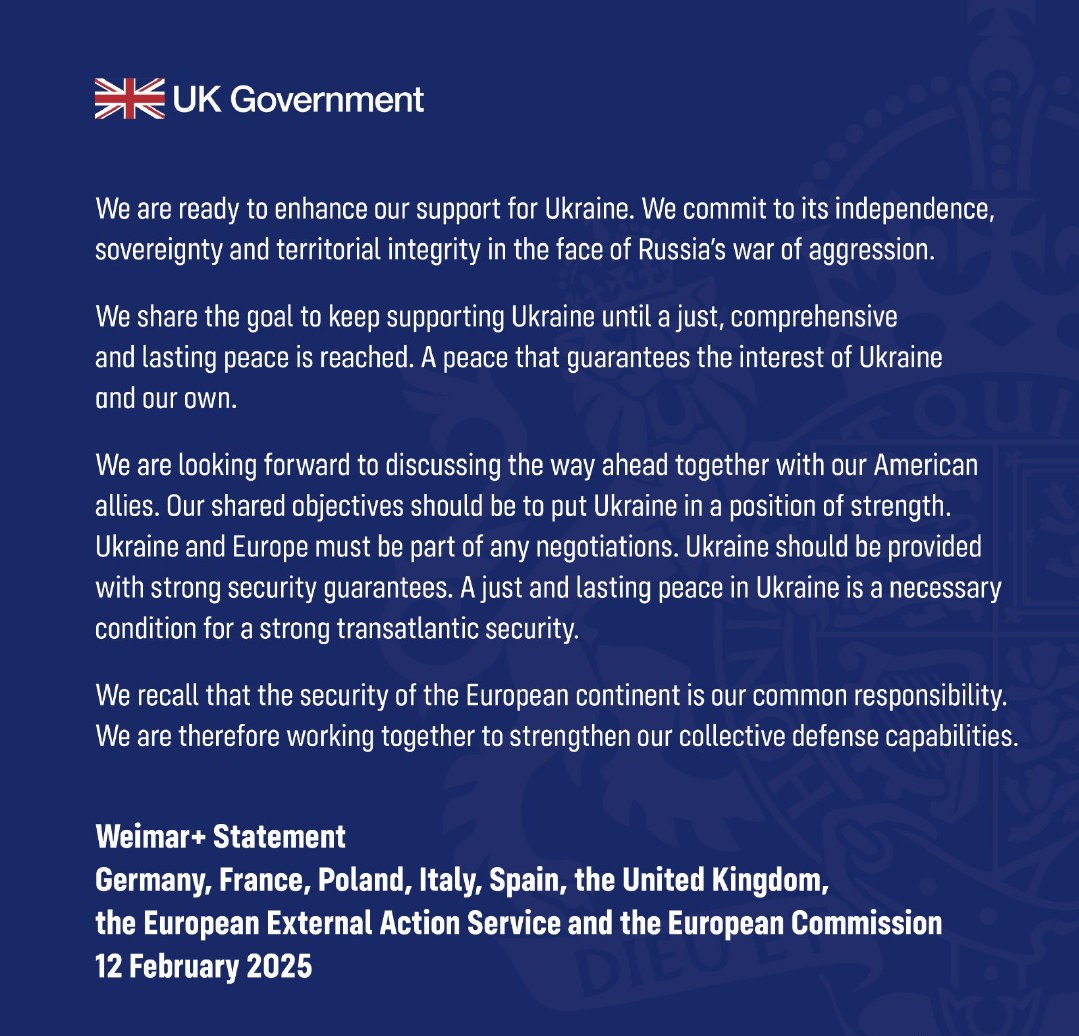 UK Government
We are ready to enhance our support for Ukraine. We commit to its independence,
sovereignty and territorial integrity in the face of Russia's war of aggression.
We share the goal to keep supporting Ukraine until a just, comprehensive
and lasting peace is reached. A peace that guarantees the interest of Ukraine
and our own.
We are looking forward to discussing the way ahead together with our American
allies. Our shared objectives should be to put Ukraine in a position of strength.
Ukraine and Europe must be part of any negotiations. Ukraine should be provided
with strong security guarantees. A just and lasting peace in Ukraine is a necessary
condition for a strong transatlantic security.
We recall that the security of the European continent is our common responsibility.
We are therefore working together to strengthen our collective defense capabilities.
Weimar+ Statement
Germany, France, Poland, Italy, Spain, the United Kingdom,
the European External Action Service and the European Commission
12 February 2025
QUI
HONI
DIEU ET